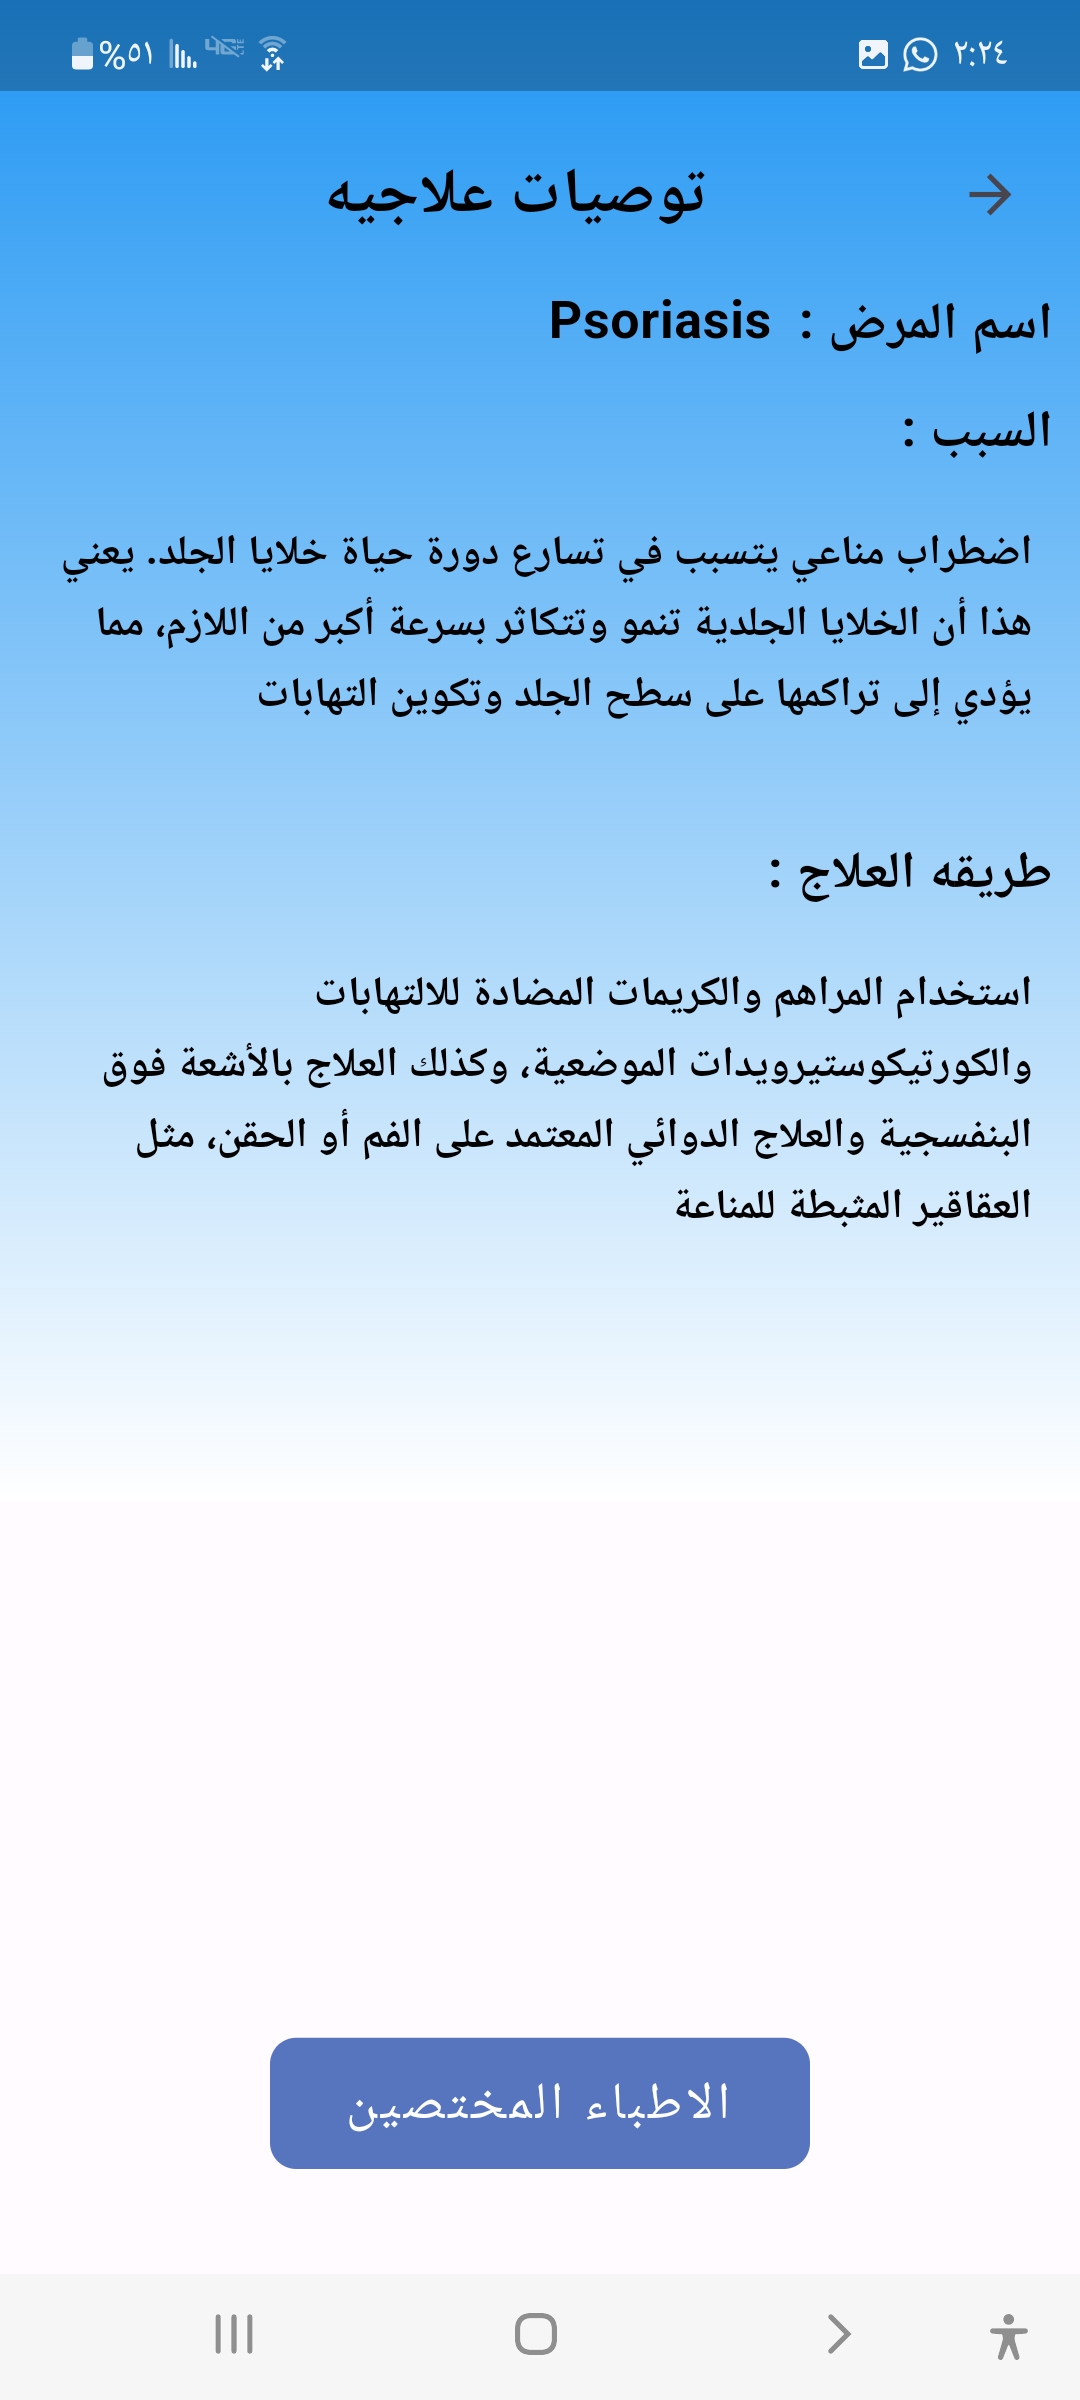 ٢:٢٤
%٥١
توصيات علاجيه
اسم المرض : Psoriasis
السبب :
اضطراب مناعي يتسبب في تسارع دورة حياة خلايا الجلد. يعني
هذا أن الخلايا الجلدية تنمو وتتكاثر بسرعة أكبر من اللازم، مما
يؤدي إلى تراكمها على سطح الجلد وتكوين التهابات
طريقه العلاج :
استخدام المراهم والكريمات المضادة للالتهابات
والكورتيكوستيرويدات الموضعية، وكذلك العلاج بالأشعة فوق
البنفسجية والعلاج الدوائي المعتمد على الفم أو الحقن، مثل
العقاقير المثبطة للمناعة
الاطباء المختصين